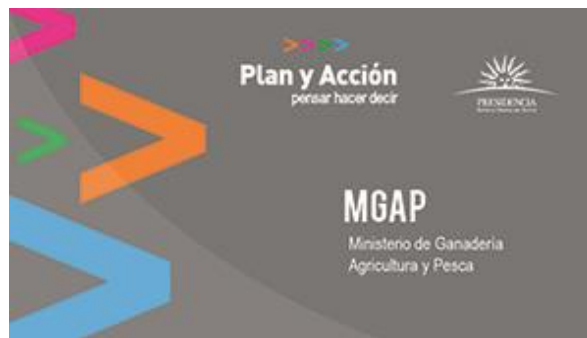 Plan y Acción
pensar hacer decir
PRESIDENCIA
MGAP
Ministerio de Ganadería
Agricultura y Pesca